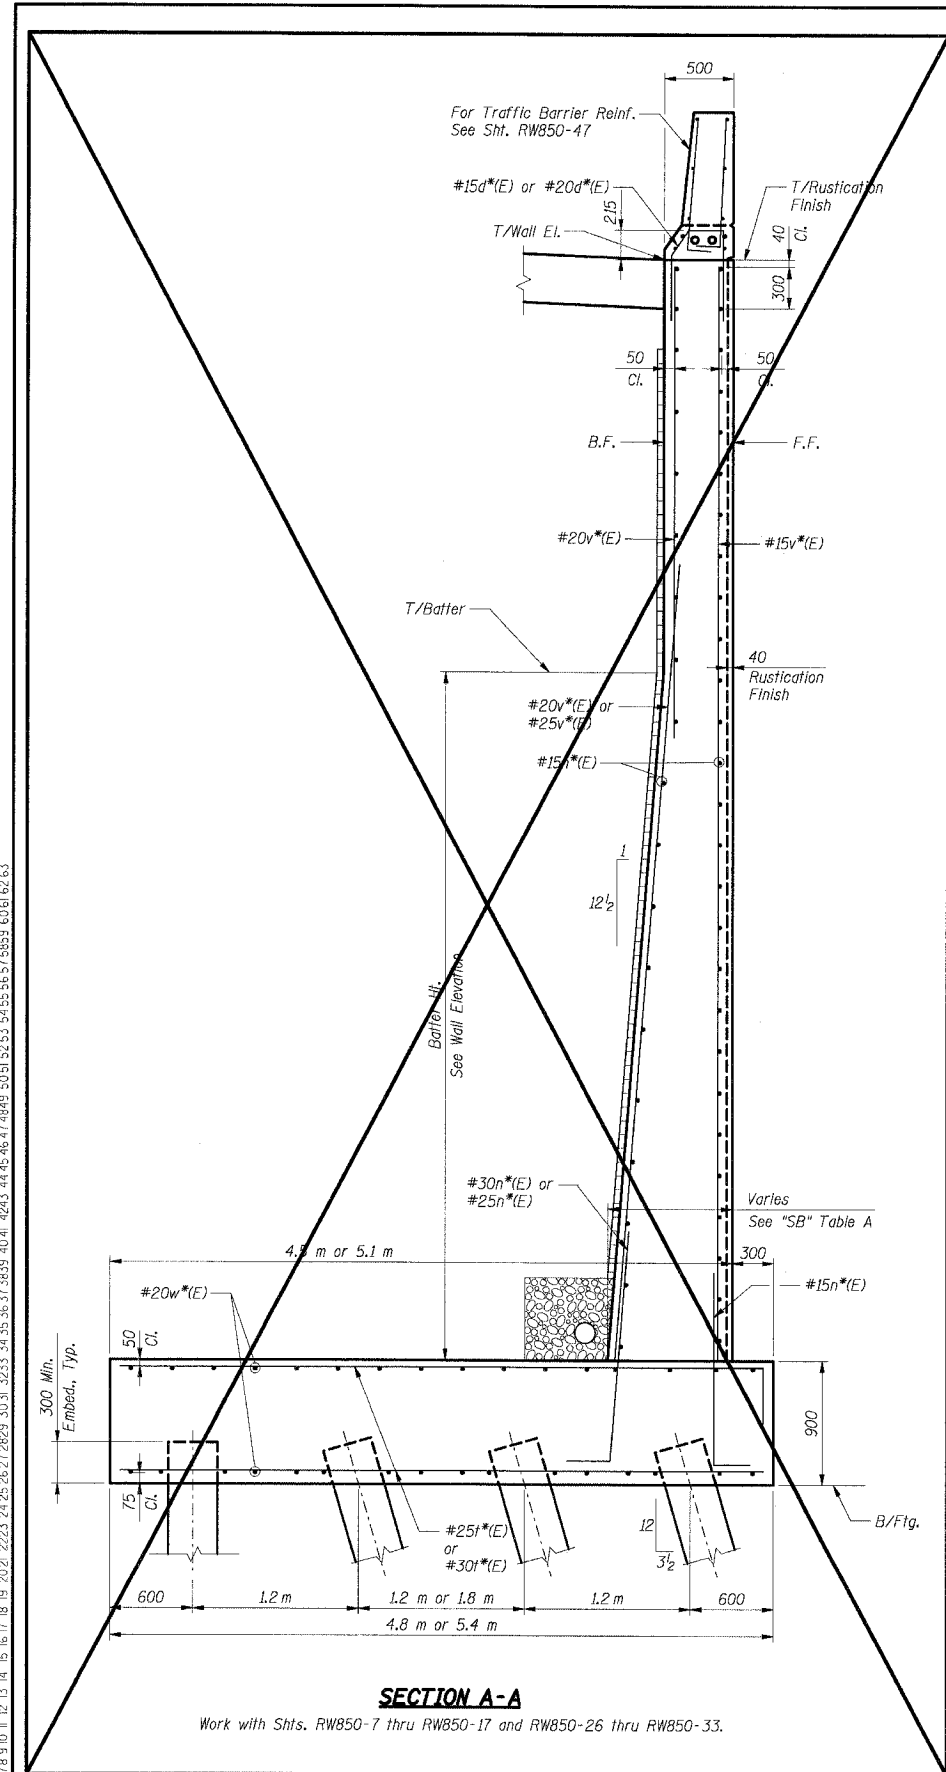 500
For Traffic Barrier Reinf.
See Sht. RW850-47
#15d*(E) or #20d*(E)
T/Rustication
Finish
215
T/Wall El.
40
Cl.
300
50
Cl.
50
Cl.
B.F.
F.F.
#20v*(E)
#15v*(E)
T/Batter
40
Rustication
Finish
#20v*(E) or
#25v*(E)
#15h*(E)
1
12 1/2
Batter Ht.
See Wall Elevation
#30n*(E) or
#25n*(E)
Varies
See "SB" Table A
4.5 m or 5.1 m
300
#20w*(E)
#15n*(E)
50
Cl.
300 Min.
Embed., Typ.
900
75
Cl.
#25t*(E)
or
#30t*(E)
12
3 1/2
B/Ftg.
600
1.2 m
1.2 m or 1.8 m
1.2 m
600
4.8 m or 5.4 m
SECTION A-A
Work with Shts. RW850-7 thru RW850-17 and RW850-26 thru RW850-33.